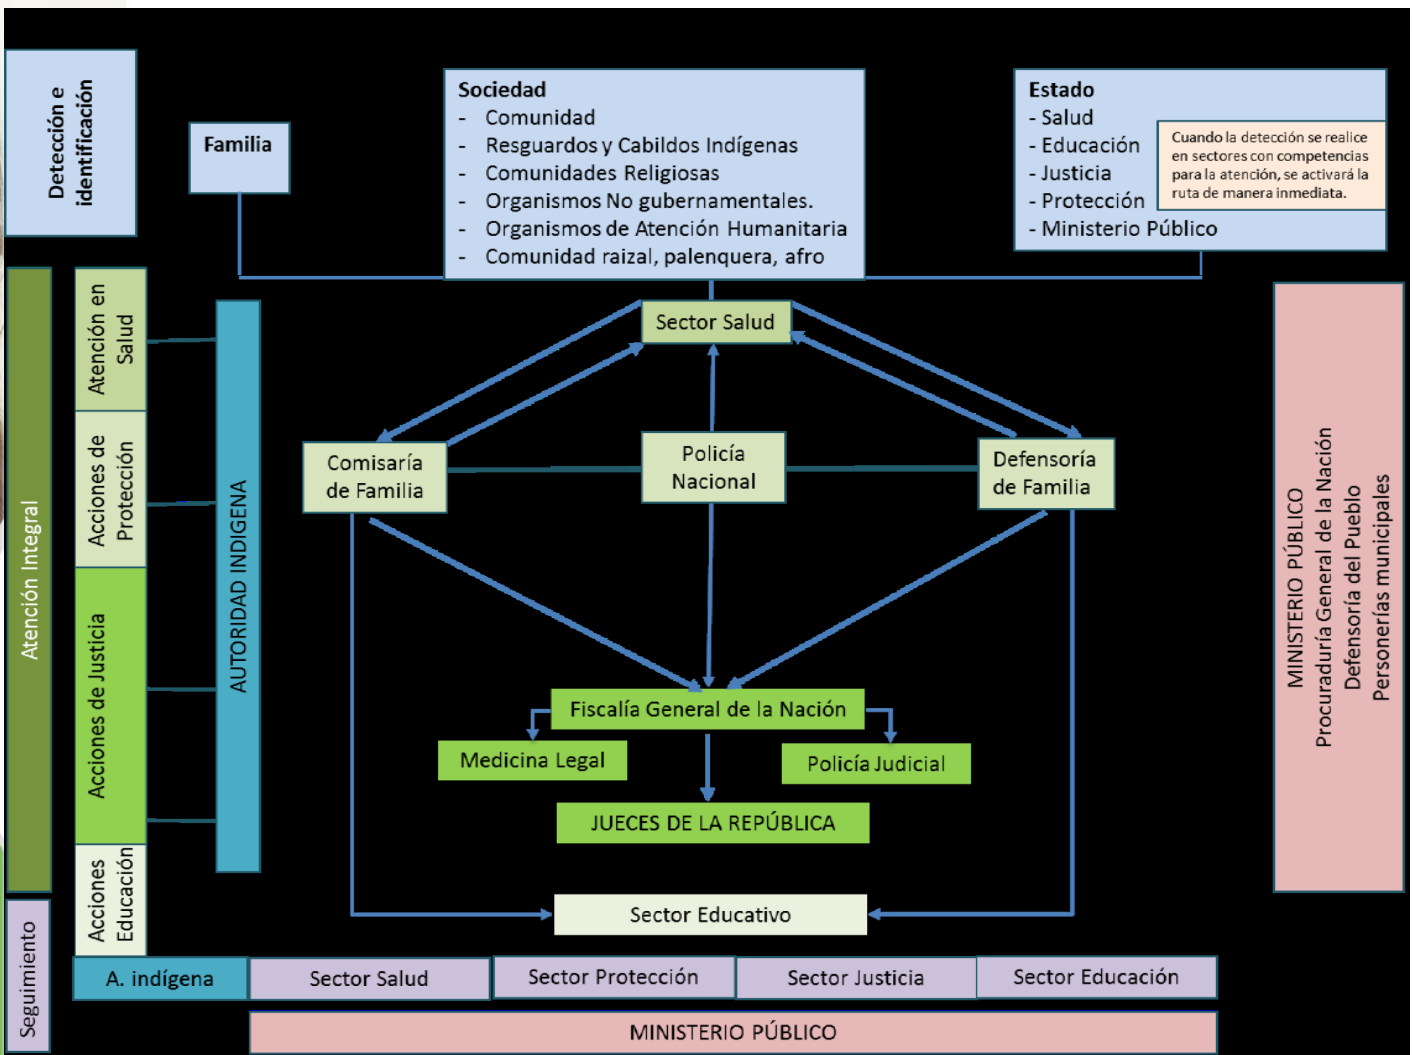 Detección e
identificación
Familia
Sociedad
- Comunidad
- Resguardos y Cabildos Indígenas
- Comunidades Religiosas
- Organismos No gubernamentales.
- Organismos de Atención Humanitaria
- Comunidad raizal, palenquera, afro
Estado
- Salud
- Educación
- Justicia
- Protección
- Ministerio Público
Cuando la detección se realice
en sectores con competencias
para la atención, se activará la
ruta de manera inmediata.
Atención Integral
Atención en
Salud
Acciones de
Protección
Acciones de Justicia
Acciones
Educación
AUTORIDAD INDIGENA
Sector Salud
Comisaría
de Familia
Policía
Nacional
Defensoría
de Familia
Fiscalía General de la Nación
Medicina Legal
Policía Judicial
JUECES DE LA REPÚBLICA
Sector Educativo
MINISTERIO PÚBLICO
Procuraduría General de la Nación
Defensoría del Pueblo
Personerías municipales
Seguimiento
A. indígena
Sector Salud
Sector Protección
Sector Justicia
Sector Educación
MINISTERIO PÚBLICO